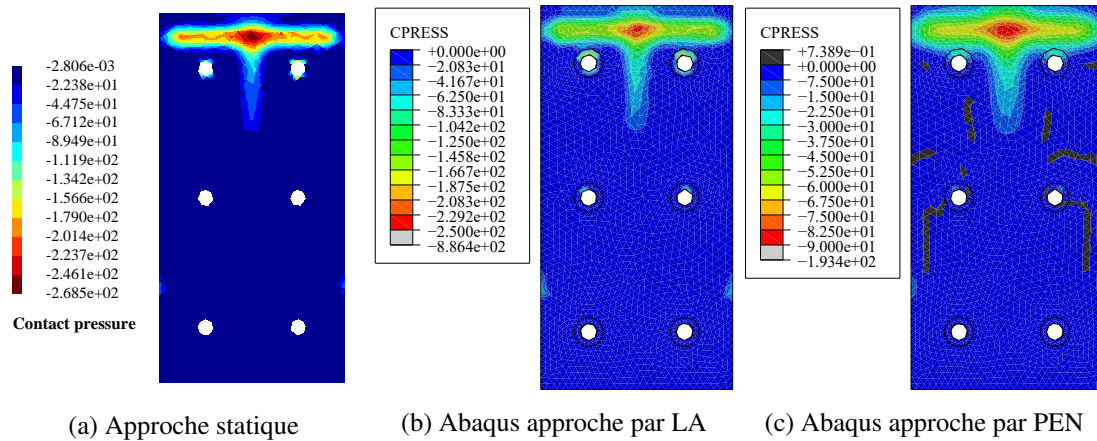 -2.806e-03
-2.238e+01
-4.475e+01
-6.712e+01
-8.949e+01
-1.119e+02
-1.342e+02
-1.566e+02
-1.790e+02
-2.014e+02
-2.237e+02
-2.461e+02
-2.685e+02
Contact pressure
(a) Approche statique
CPRESS
+0.000e+00
−2.083e+01
−4.167e+01
−6.250e+01
−8.333e+01
−1.042e+02
−1.250e+02
−1.458e+02
−1.667e+02
−1.875e+02
−2.083e+02
−2.292e+02
−2.500e+02
−8.864e+02
(b) Abaqus approche par LA
CPRESS
+7.389e−01
+0.000e+00
−7.500e+00
−1.500e+01
−2.250e+01
−3.000e+01
−3.750e+01
−4.500e+01
−5.250e+01
−6.000e+01
−6.750e+01
−7.500e+01
−8.250e+01
−9.000e+01
−1.934e+02
(c) Abaqus approche par PEN